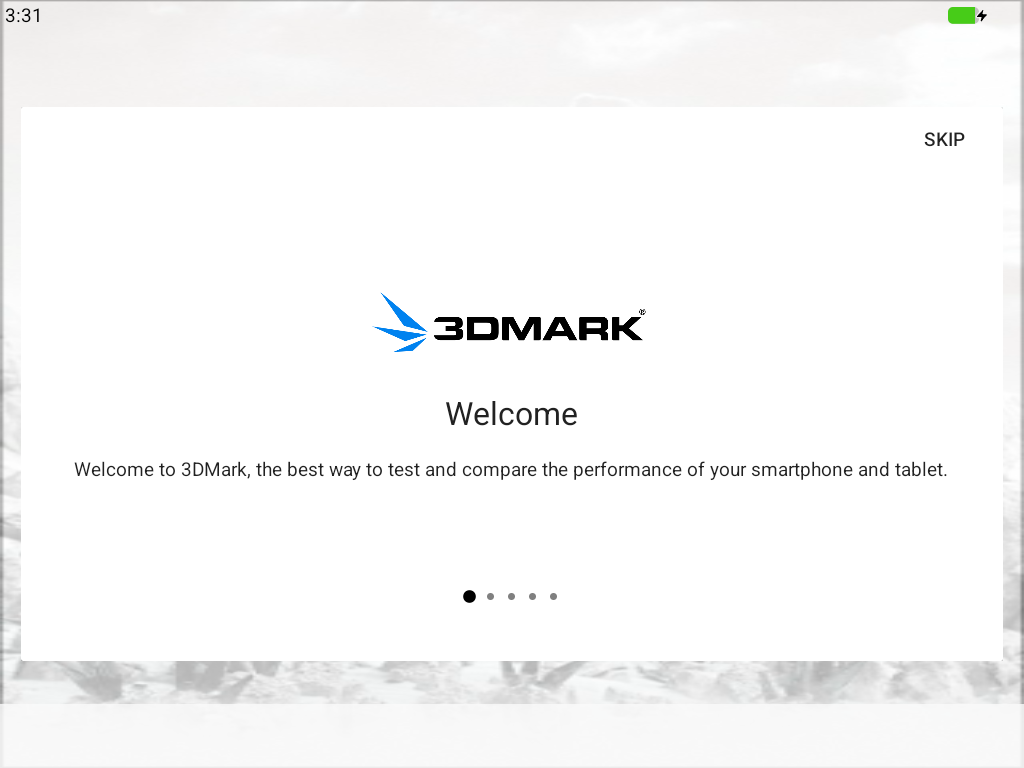 3:31
SKIP
3DMARK®
Welcome
Welcome to 3DMark, the best way to test and compare the performance of your smartphone and tablet.